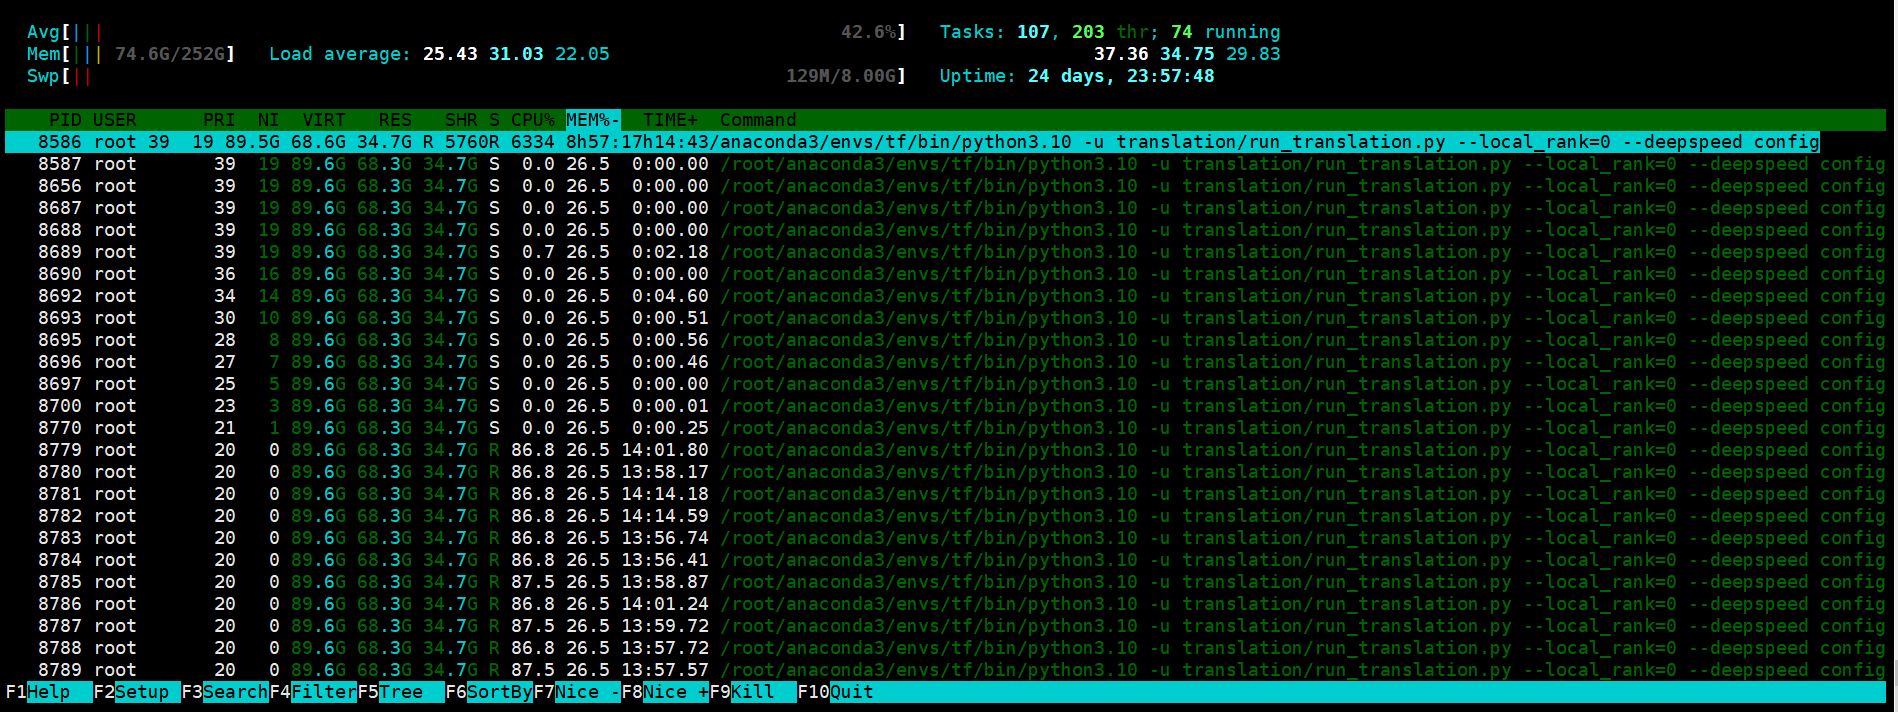 Avg[||| 42.6%] Tasks: 107, 203 thr; 74 running
Mem[||| 74.6G/252G] Load average: 25.43 31.03 22.05 37.36 34.75 29.83
Swp[|| 129M/8.00G] Uptime: 24 days, 23:57:48
PID USER PRI NI VIRT RES SHR S CPU% MEM%- TIME+ Command
8586 root 39 19 89.5G 68.6G 34.7G R 5760R 6334 8h57:17h14:43/anaconda3/envs/tf/bin/python3.10 -u translation/run_translation.py --local_rank=0 --deepspeed config
8587 root 39 19 89.6G 68.3G 34.7G S 0.0 26.5 0:00.00 /root/anaconda3/envs/tf/bin/python3.10 -u translation/run_translation.py --local_rank=0 --deepspeed config
8656 root 39 19 89.6G 68.3G 34.7G S 0.0 26.5 0:00.00 /root/anaconda3/envs/tf/bin/python3.10 -u translation/run_translation.py --local_rank=0 --deepspeed config
8687 root 39 19 89.6G 68.3G 34.7G S 0.0 26.5 0:00.00 /root/anaconda3/envs/tf/bin/python3.10 -u translation/run_translation.py --local_rank=0 --deepspeed config
8688 root 39 19 89.6G 68.3G 34.7G S 0.0 26.5 0:00.00 /root/anaconda3/envs/tf/bin/python3.10 -u translation/run_translation.py --local_rank=0 --deepspeed config
8689 root 39 19 89.6G 68.3G 34.7G S 0.7 26.5 0:02.18 /root/anaconda3/envs/tf/bin/python3.10 -u translation/run_translation.py --local_rank=0 --deepspeed config
8690 root 36 16 89.6G 68.3G 34.7G S 0.0 26.5 0:00.00 /root/anaconda3/envs/tf/bin/python3.10 -u translation/run_translation.py --local_rank=0 --deepspeed config
8692 root 34 14 89.6G 68.3G 34.7G S 0.0 26.5 0:04.60 /root/anaconda3/envs/tf/bin/python3.10 -u translation/run_translation.py --local_rank=0 --deepspeed config
8693 root 30 10 89.6G 68.3G 34.7G S 0.0 26.5 0:00.51 /root/anaconda3/envs/tf/bin/python3.10 -u translation/run_translation.py --local_rank=0 --deepspeed config
8695 root 28 8 89.6G 68.3G 34.7G S 0.0 26.5 0:00.56 /root/anaconda3/envs/tf/bin/python3.10 -u translation/run_translation.py --local_rank=0 --deepspeed config
8696 root 27 7 89.6G 68.3G 34.7G S 0.0 26.5 0:00.46 /root/anaconda3/envs/tf/bin/python3.10 -u translation/run_translation.py --local_rank=0 --deepspeed config
8697 root 25 5 89.6G 68.3G 34.7G S 0.0 26.5 0:00.00 /root/anaconda3/envs/tf/bin/python3.10 -u translation/run_translation.py --local_rank=0 --deepspeed config
8700 root 23 3 89.6G 68.3G 34.7G S 0.0 26.5 0:00.01 /root/anaconda3/envs/tf/bin/python3.10 -u translation/run_translation.py --local_rank=0 --deepspeed config
8770 root 21 1 89.6G 68.3G 34.7G S 0.0 26.5 0:00.25 /root/anaconda3/envs/tf/bin/python3.10 -u translation/run_translation.py --local_rank=0 --deepspeed config
8779 root 20 0 89.6G 68.3G 34.7G R 86.8 26.5 14:01.80 /root/anaconda3/envs/tf/bin/python3.10 -u translation/run_translation.py --local_rank=0 --deepspeed config
8780 root 20 0 89.6G 68.3G 34.7G R 86.8 26.5 13:58.17 /root/anaconda3/envs/tf/bin/python3.10 -u translation/run_translation.py --local_rank=0 --deepspeed config
8781 root 20 0 89.6G 68.3G 34.7G R 86.8 26.5 14:14.18 /root/anaconda3/envs/tf/bin/python3.10 -u translation/run_translation.py --local_rank=0 --deepspeed config
8782 root 20 0 89.6G 68.3G 34.7G R 86.8 26.5 14:14.59 /root/anaconda3/envs/tf/bin/python3.10 -u translation/run_translation.py --local_rank=0 --deepspeed config
8783 root 20 0 89.6G 68.3G 34.7G R 86.8 26.5 13:56.74 /root/anaconda3/envs/tf/bin/python3.10 -u translation/run_translation.py --local_rank=0 --deepspeed config
8784 root 20 0 89.6G 68.3G 34.7G R 86.8 26.5 13:56.41 /root/anaconda3/envs/tf/bin/python3.10 -u translation/run_translation.py --local_rank=0 --deepspeed config
8785 root 20 0 89.6G 68.3G 34.7G R 87.5 26.5 13:58.87 /root/anaconda3/envs/tf/bin/python3.10 -u translation/run_translation.py --local_rank=0 --deepspeed config
8786 root 20 0 89.6G 68.3G 34.7G R 86.8 26.5 14:01.24 /root/anaconda3/envs/tf/bin/python3.10 -u translation/run_translation.py --local_rank=0 --deepspeed config
8787 root 20 0 89.6G 68.3G 34.7G R 87.5 26.5 13:59.72 /root/anaconda3/envs/tf/bin/python3.10 -u translation/run_translation.py --local_rank=0 --deepspeed config
8788 root 20 0 89.6G 68.3G 34.7G R 86.8 26.5 13:57.72 /root/anaconda3/envs/tf/bin/python3.10 -u translation/run_translation.py --local_rank=0 --deepspeed config
8789 root 20 0 89.6G 68.3G 34.7G R 87.5 26.5 13:57.57 /root/anaconda3/envs/tf/bin/python3.10 -u translation/run_translation.py --local_rank=0 --deepspeed config
F1Help F2Setup F3SearchF4FilterF5Tree F6SortByF7Nice -F8Nice +F9Kill F10Quit